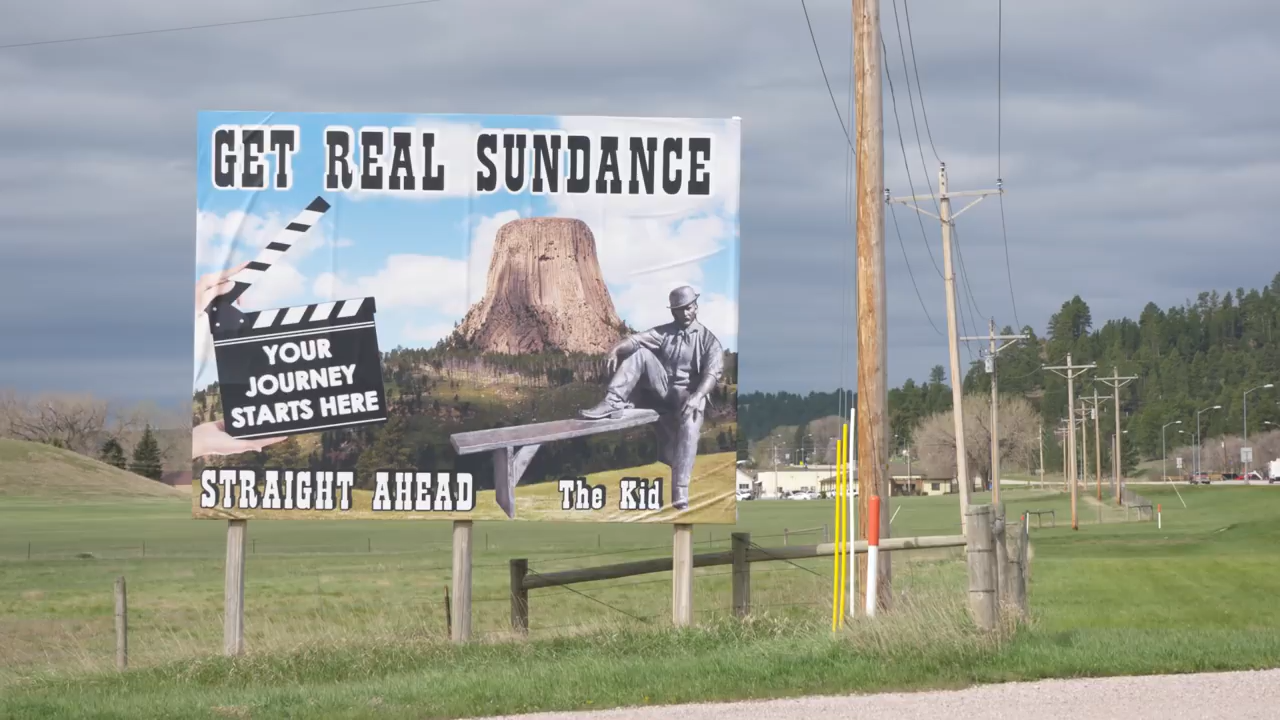 GET REAL SUNDANCE
YOUR
JOURNEY
STARTS HERE
STRAIGHT AHEAD
The Kid